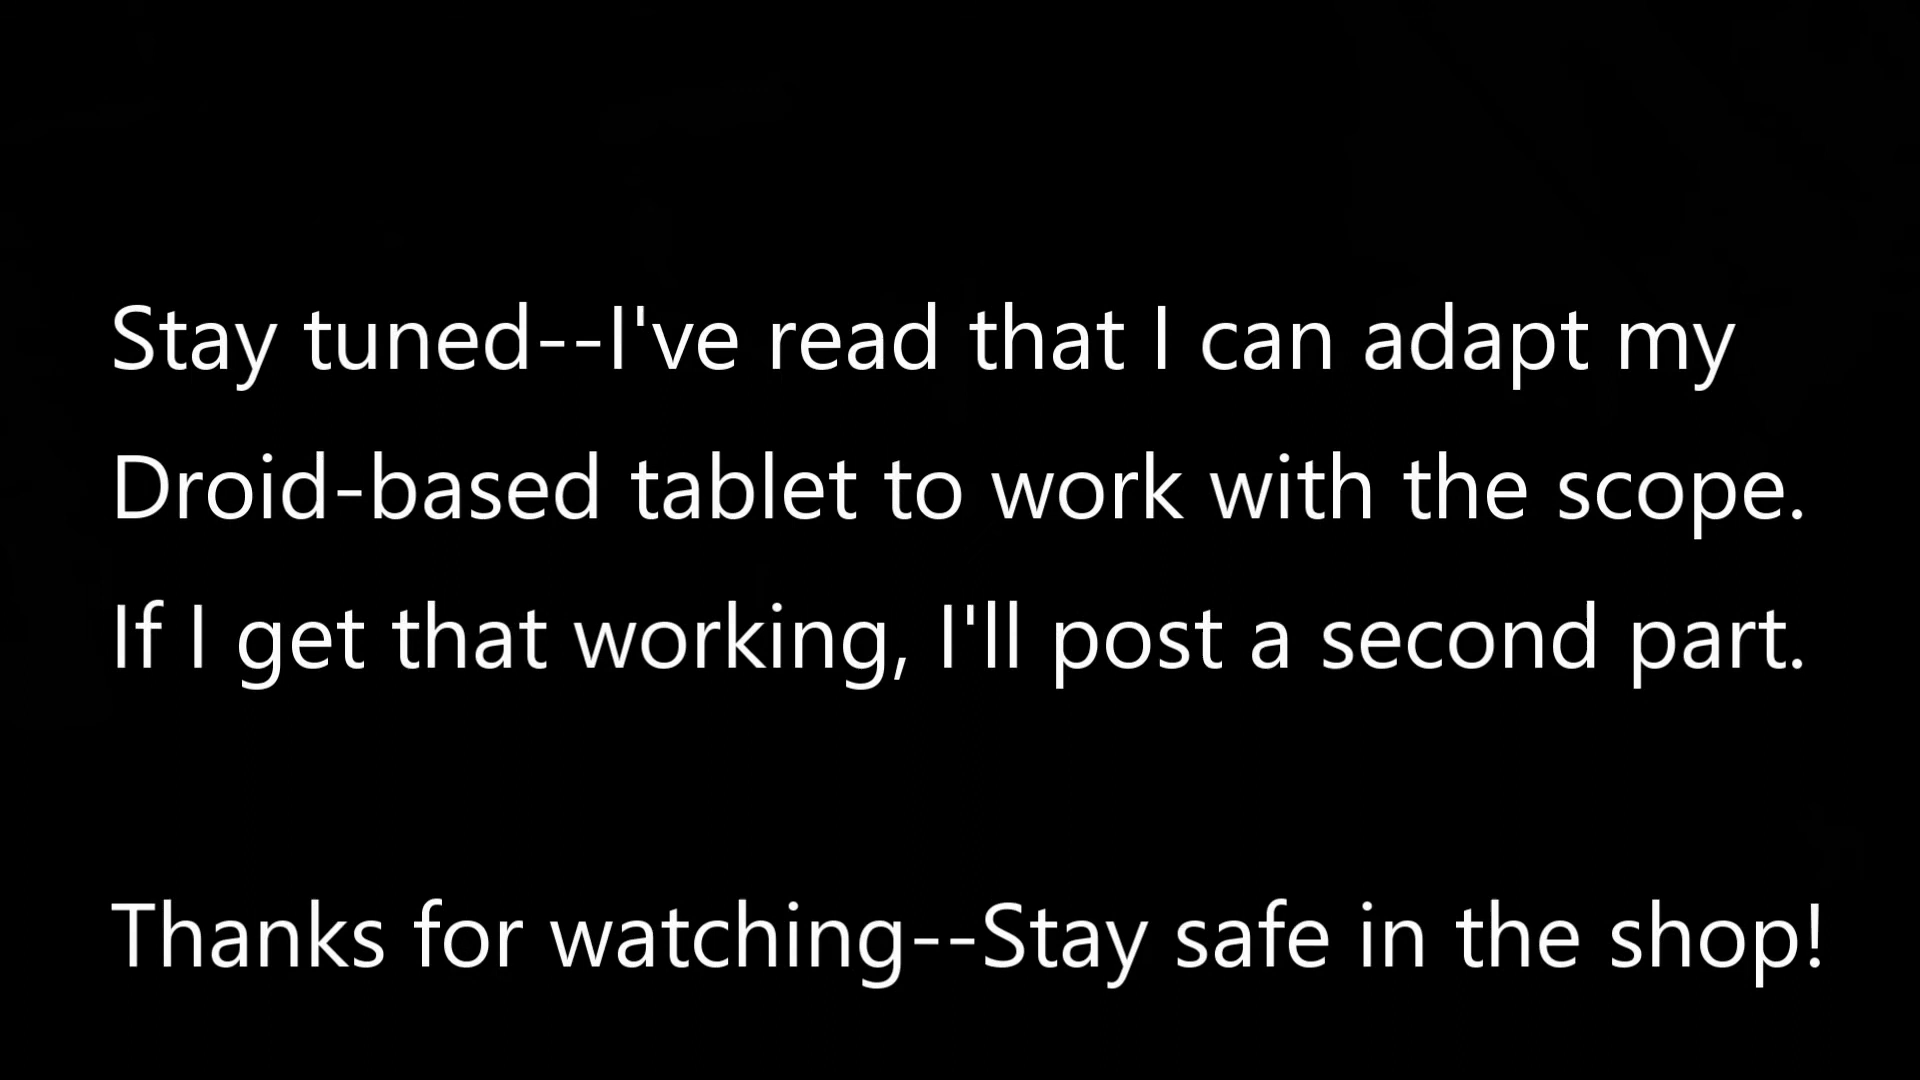 Stay tuned--I've read that I can adapt my
Droid-based tablet to work with the scope.
If I get that working, I'll post a second part.
Thanks for watching--Stay safe in the shop!